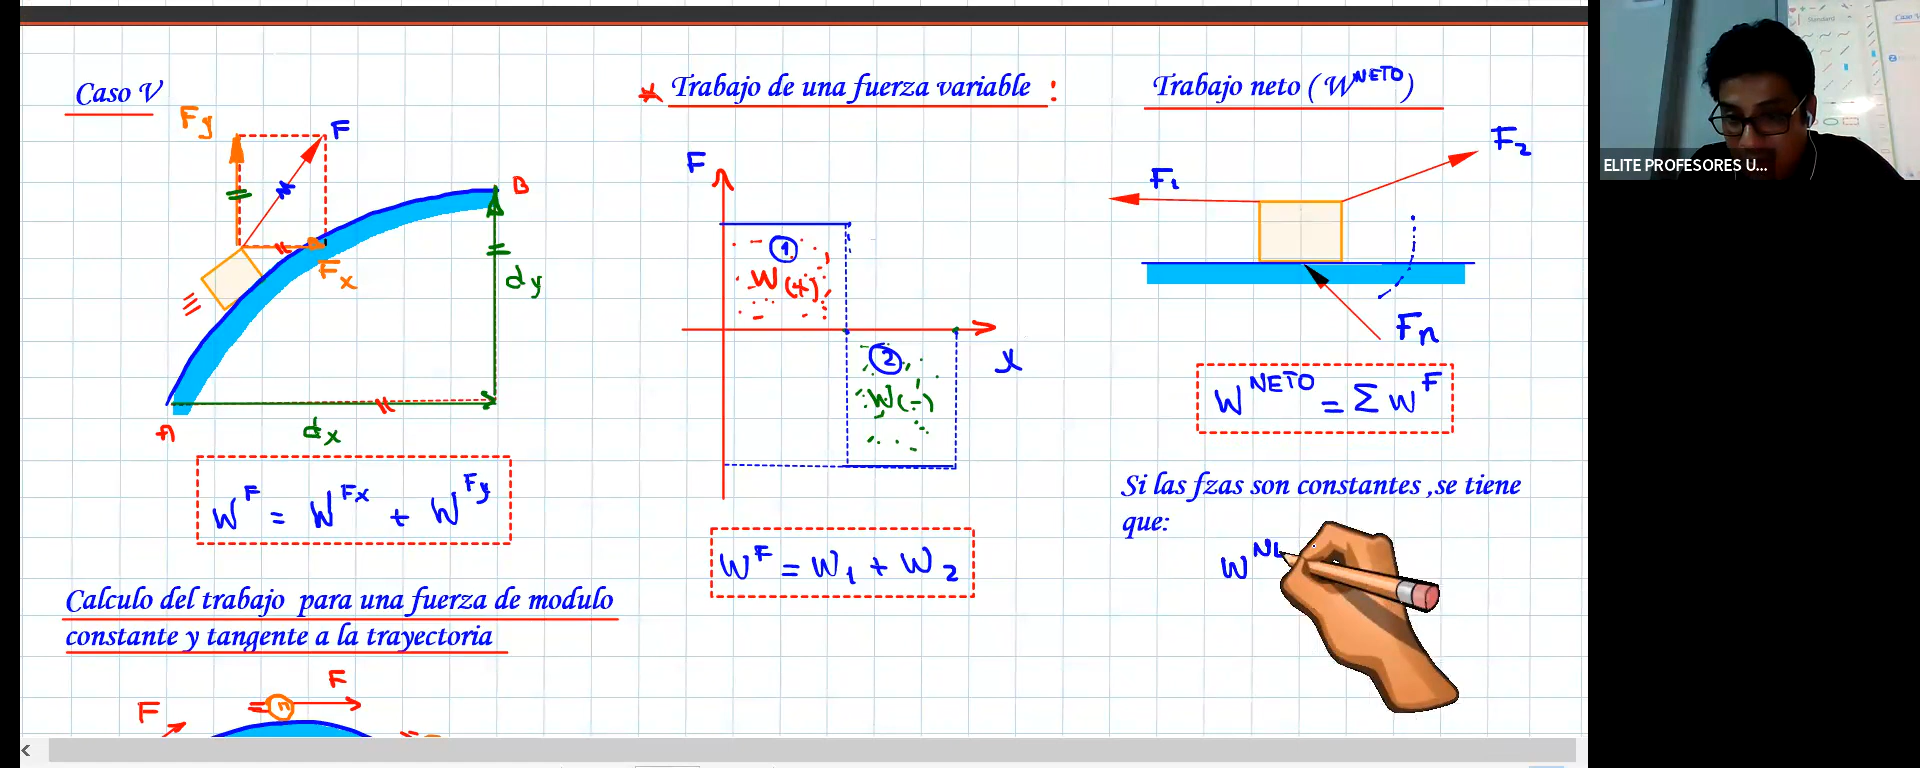 Caso V
Fy
F
B
Fx
dy
A
dx
W^F = W^Fx + W^Fy
Calculo del trabajo para una fuerza de modulo
constante y tangente a la trayectoria
F
F
* Trabajo de una fuerza variable :
F
1
W (+)
2
W(-)
X
W^F = W1 + W2
Trabajo neto ( W^NETO )
F1
F2
Fn
W^NETO = Σ W^F
Si las fzas son constantes ,se tiene
que:
W^N
ELITE PROFESORES U...
Standard